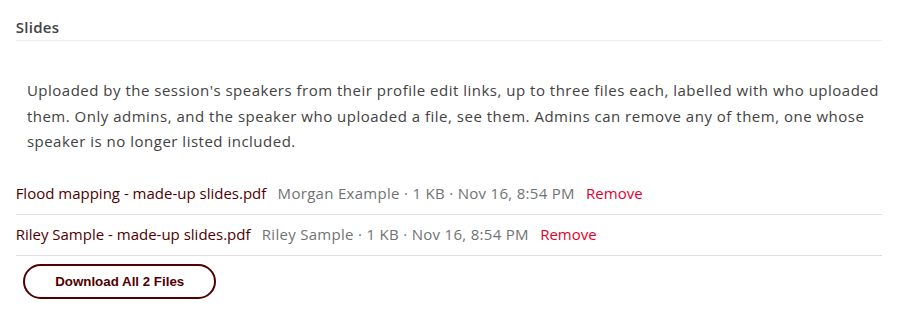 Slides
Uploaded by the session's speakers from their profile edit links, up to three files each, labelled with who uploaded
them. Only admins, and the speaker who uploaded a file, see them. Admins can remove any of them, one whose
speaker is no longer listed included.
Flood mapping - made-up slides.pdf Morgan Example · 1 KB · Nov 16, 8:54 PM Remove
Riley Sample - made-up slides.pdf Riley Sample · 1 KB · Nov 16, 8:54 PM Remove
Download All 2 Files